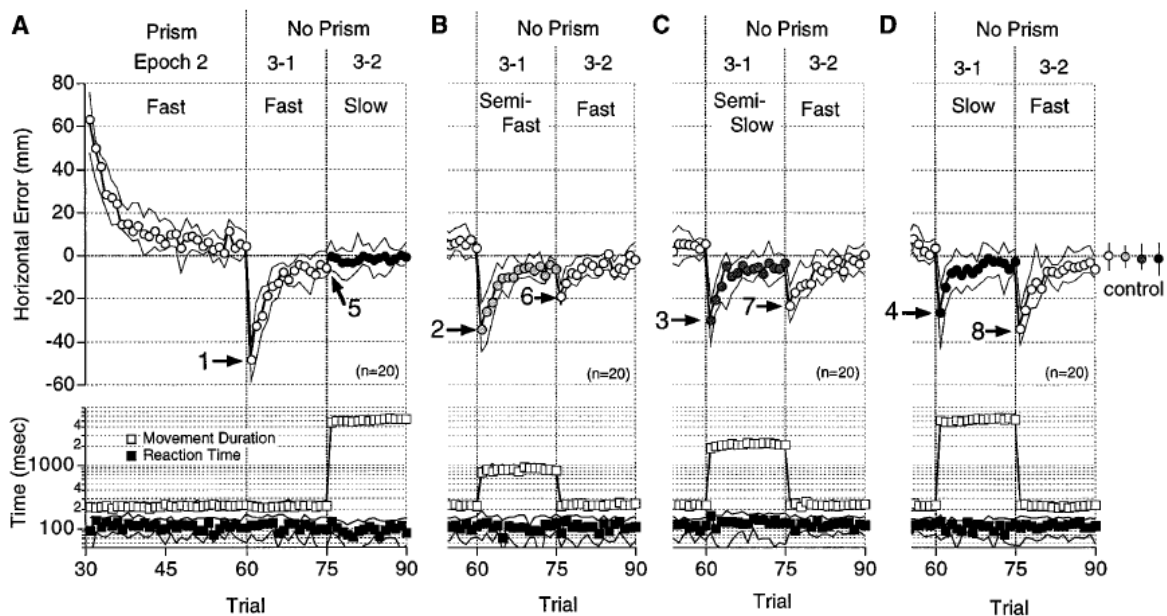 A Prism No Prism B No Prism C No Prism D No Prism
Epoch 2 3-1 3-2 3-1 3-2 3-1 3-2 3-1 3-2
Horizontal Error (mm)
80
60
40
20
0
-20
-40
-60
Fast Fast Slow
Semi-
Fast
Fast
Semi-
Slow
Fast
Slow Fast
1
5
2
6
3
7
4
8
control
(n=20) (n=20) (n=20) (n=20)
Time (msec)
4
2
1000
4
2
100
Movement Duration
Reaction Time
30 45 60 75 90 60 75 90 60 75 90 60 75 90
Trial Trial Trial Trial